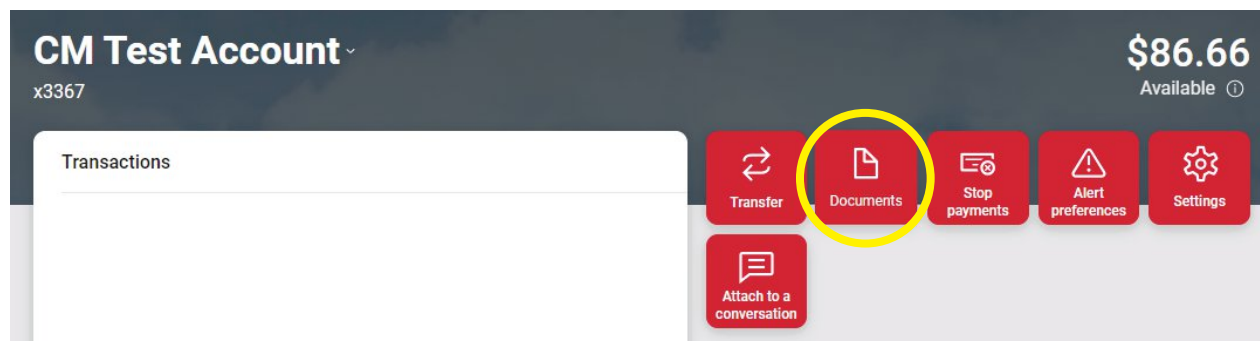 CM Test Account
$86.66
x3367
Available
Transactions
Transfer
Documents
Stop
payments
Alert
preferences
Settings
Attach to a
conversation